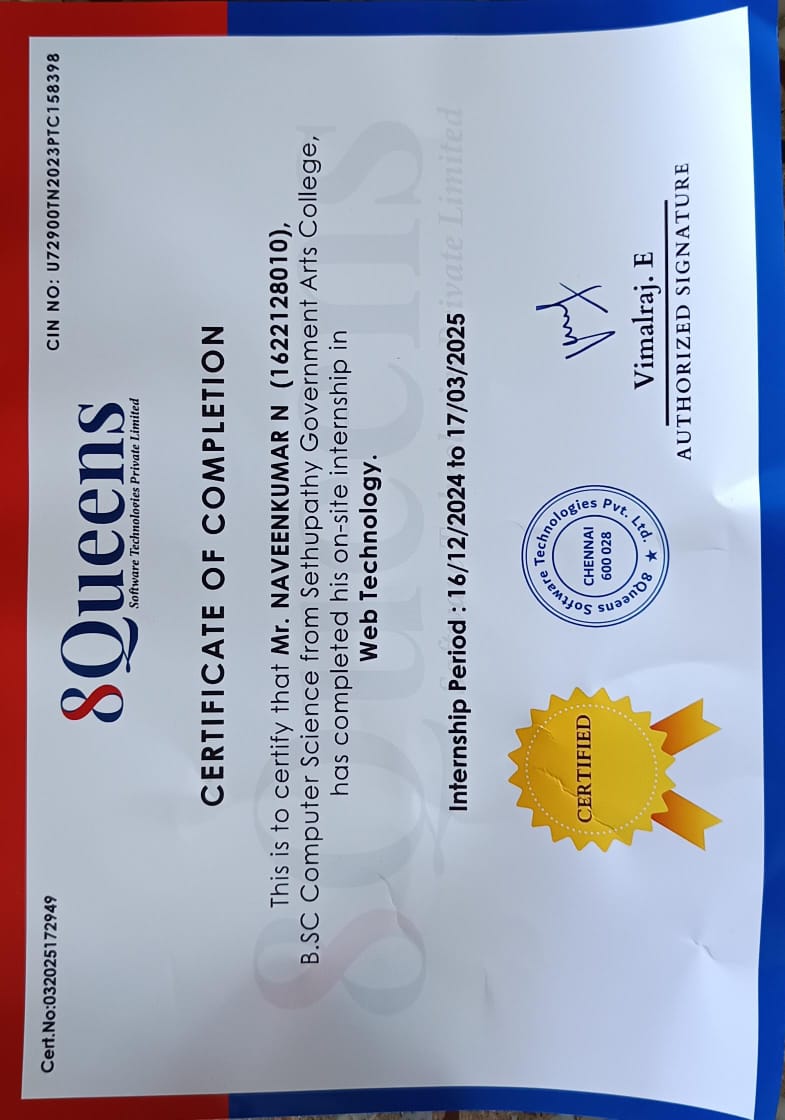 Cert.No:032025172949
CIN NO: U72900TN2023PTC158398
8Queens
Software Technolovies Private Limited
CERTIFICATE OF COMPLETION
This is to certify that Mr. NAVEENKUMAR N (1622128010),
B.SC Computer Science from Sethupathy Government Arts College,
has completed his on-site internship in
Web Technology.
Internship Period : 16/12/2024 to 17/03/2025
CERTIFIED
8Queens Software Technologies Pvt. Ltd. ★
CHENNAI
600 028
Vimalraj. E
AUTHORIZED SIGNATURE